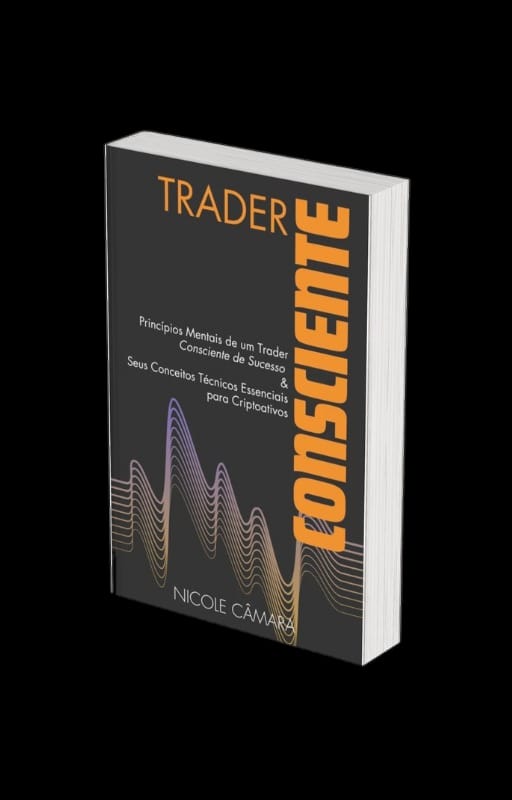 TRADER
CONSCIENTE
Princípios Mentais de um Trader
Consciente de Sucesso
&
Seus Conceitos Técnicos Essenciais
para Criptoativos
NICOLE CÂMARA